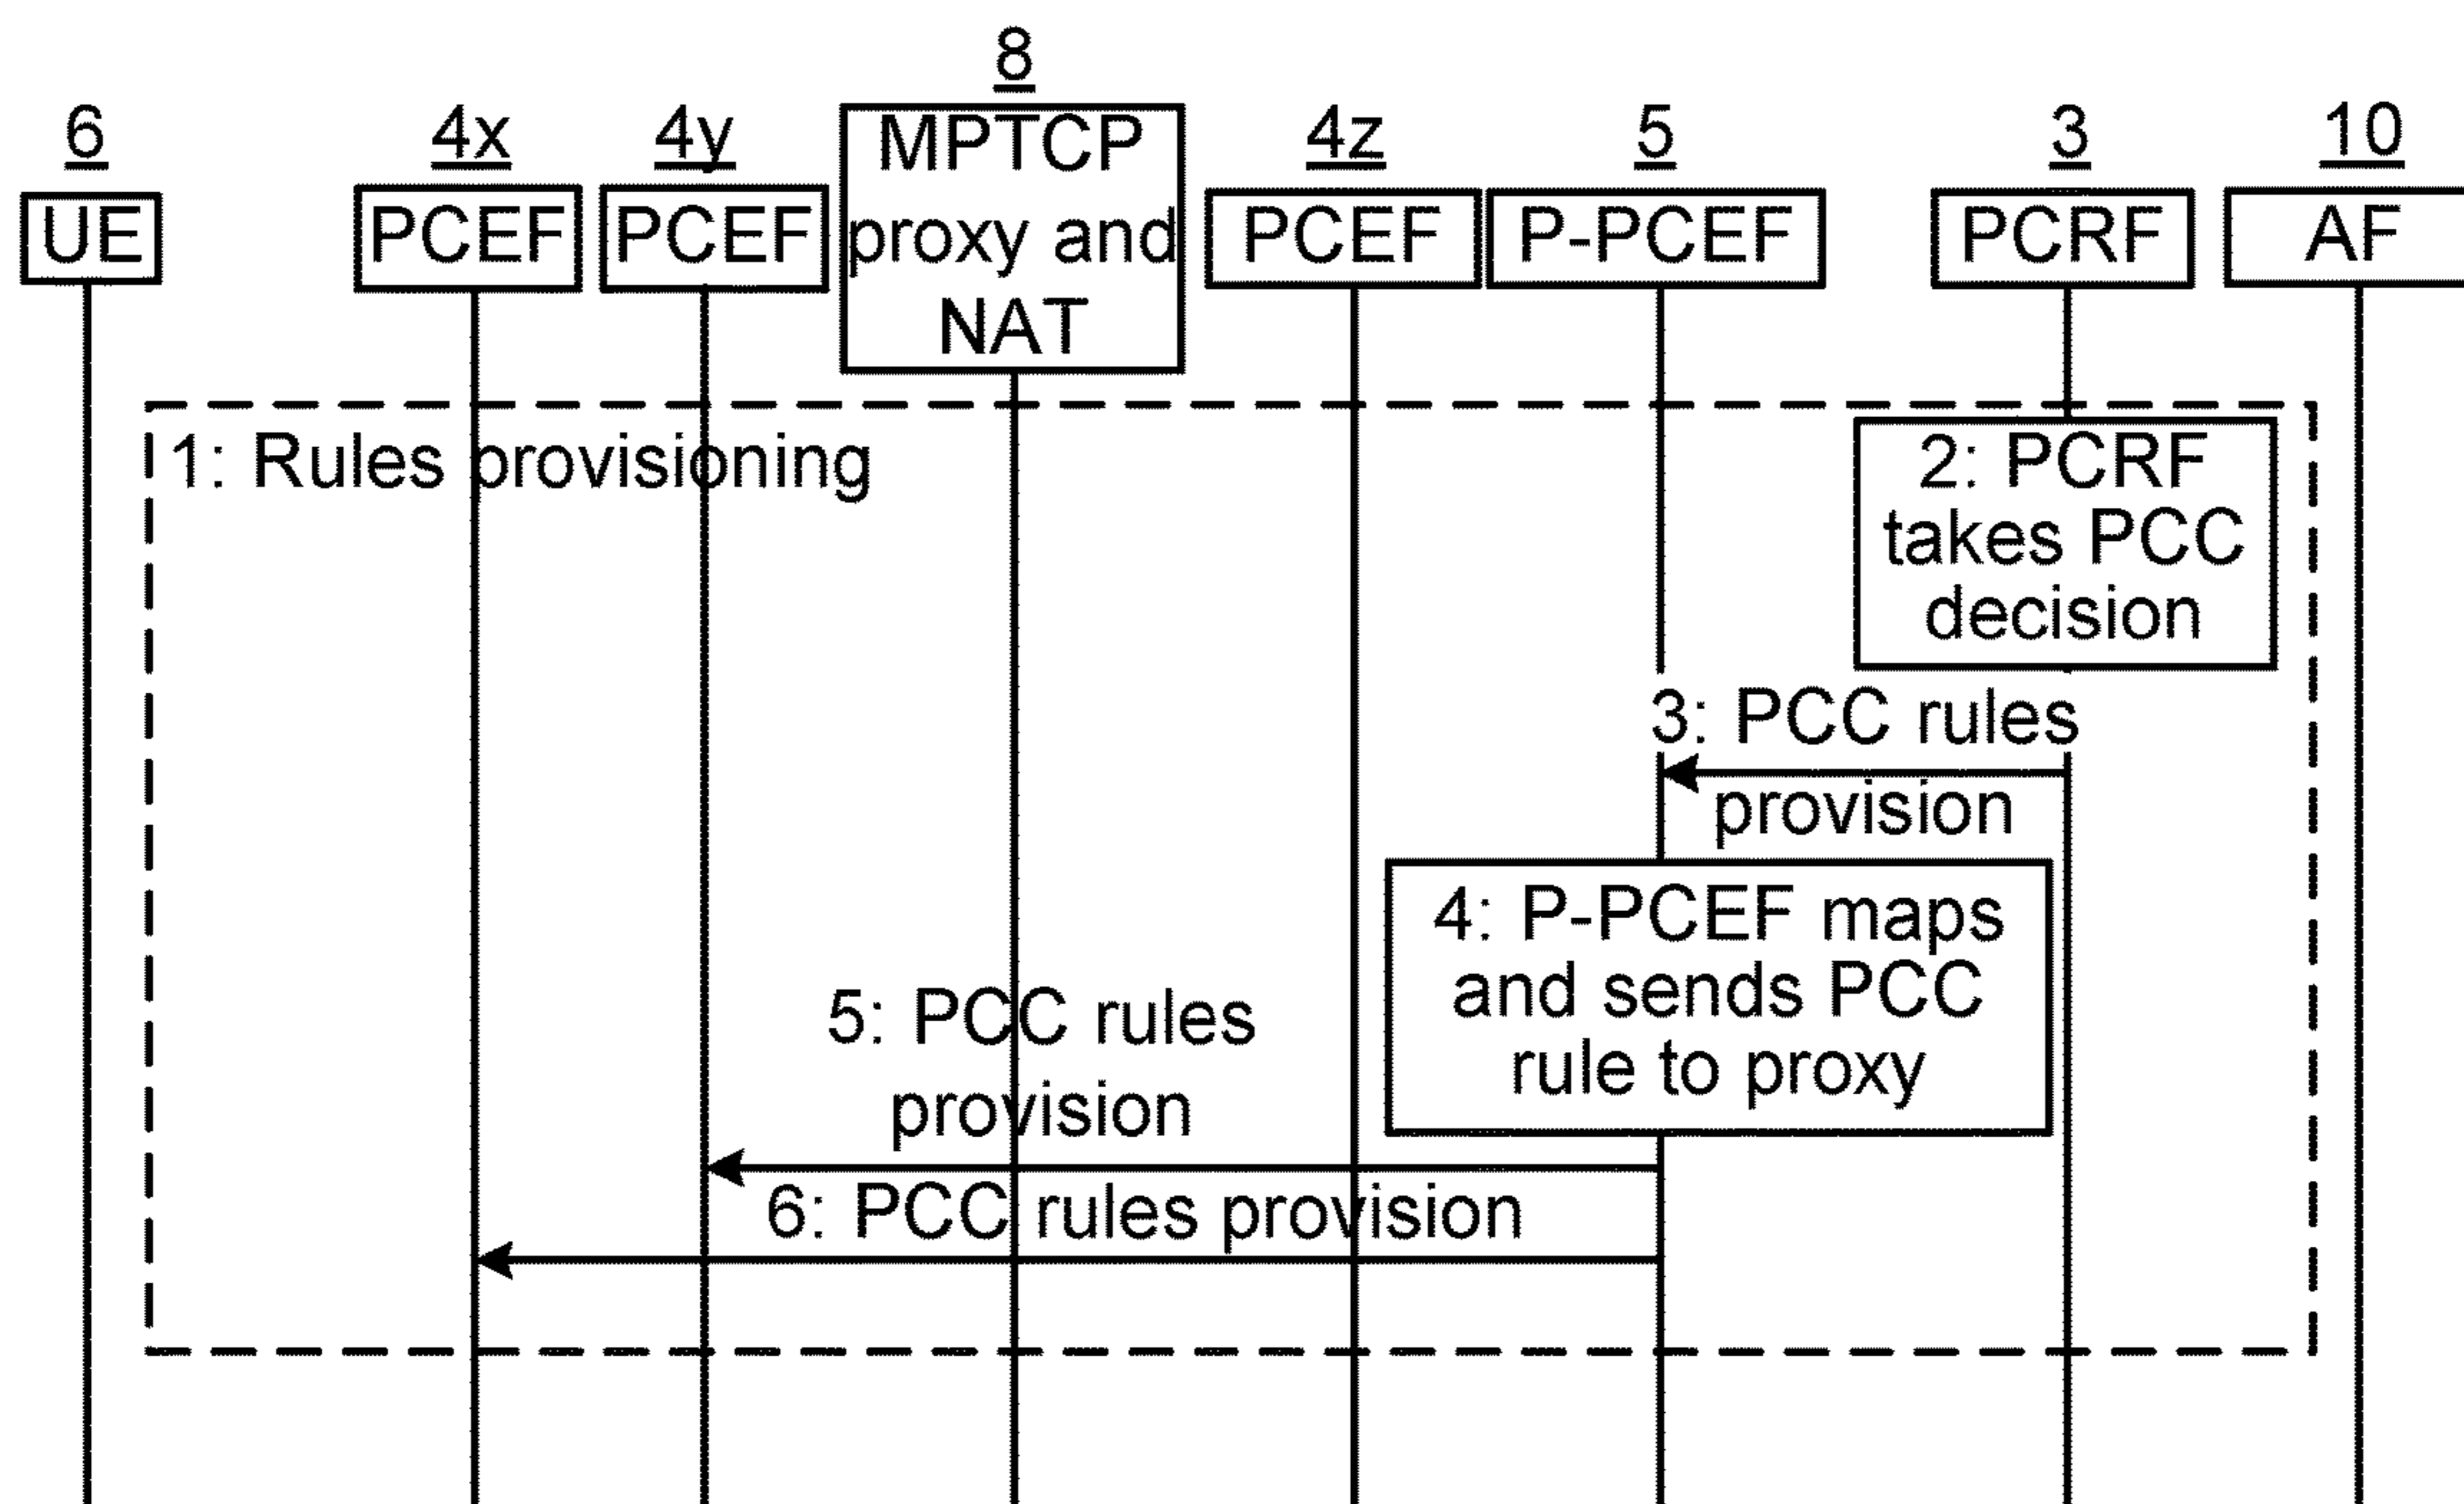 8
6
4x
4y
4z
5
3
10
UE
PCEF
PCEF
MPTCP
proxy and
NAT
PCEF
P-PCEF
PCRF
AF
1: Rules provisioning
2: PCRF
takes PCC
decision
3: PCC rules
provision
4: P-PCEF maps
and sends PCC
rule to proxy
5: PCC rules
provision
6: PCC rules provision